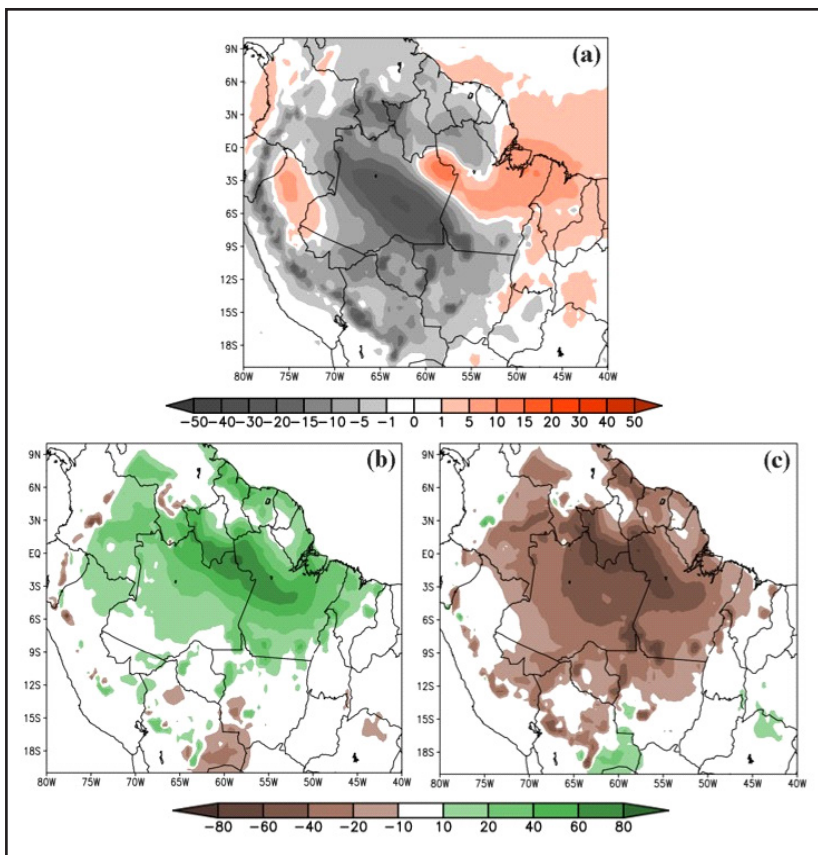 (a)
9N
6N
3N
EQ
3S
6S
9S
12S
15S
18S
80W 75W 70W 65W 60W 55W 50W 45W 40W
-50 -40 -30 -20 -15 -10 -5 -1 0 1 5 10 15 20 30 40 50
(b) (c)
9N 9N
6N 6N
3N 3N
EQ EQ
3S 3S
6S 6S
9S 9S
12S 12S
15S 15S
18S 18S
80W 75W 70W 65W 60W 55W 50W 45W 40W 80W 75W 70W 65W 60W 55W 50W 45W 40W
-80 -60 -40 -20 -10 10 20 40 60 80